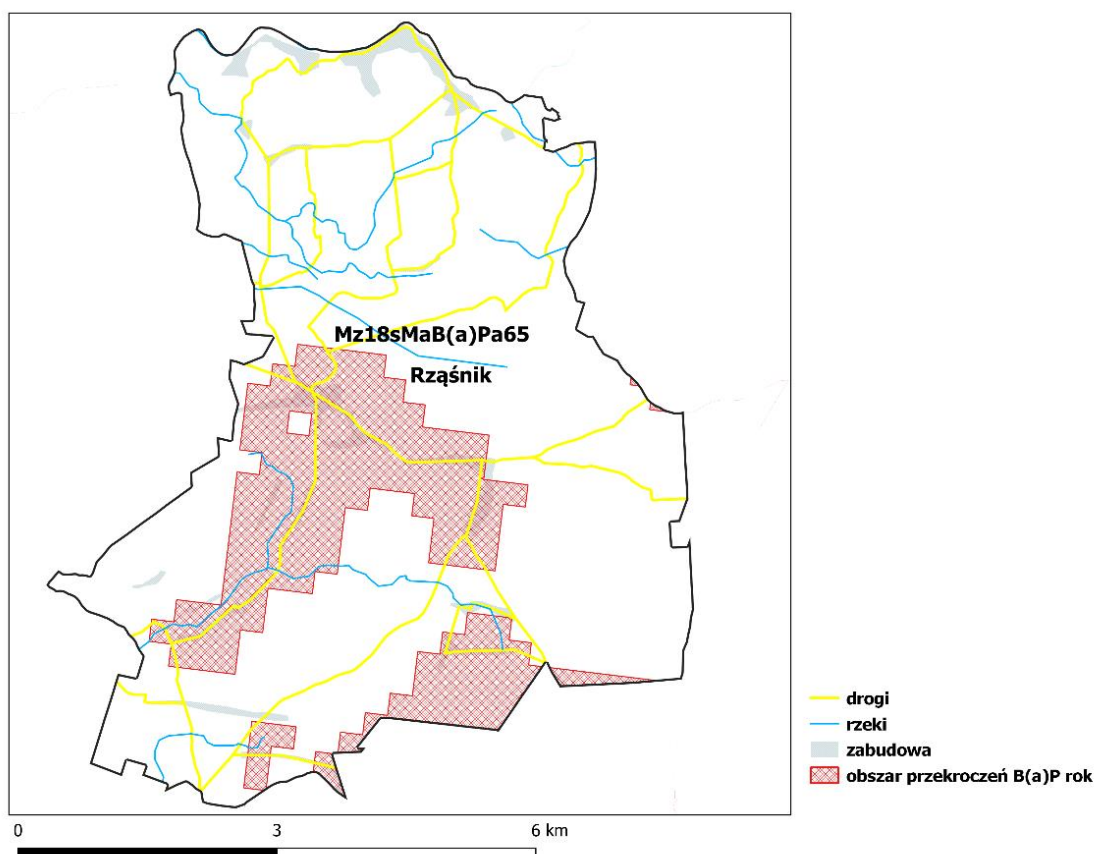 Mz18sMaB(a)Pa65
Rząśnik
drogi
rzeki
zabudowa
obszar przekroczeń B(a)P rok
0 3 6 km